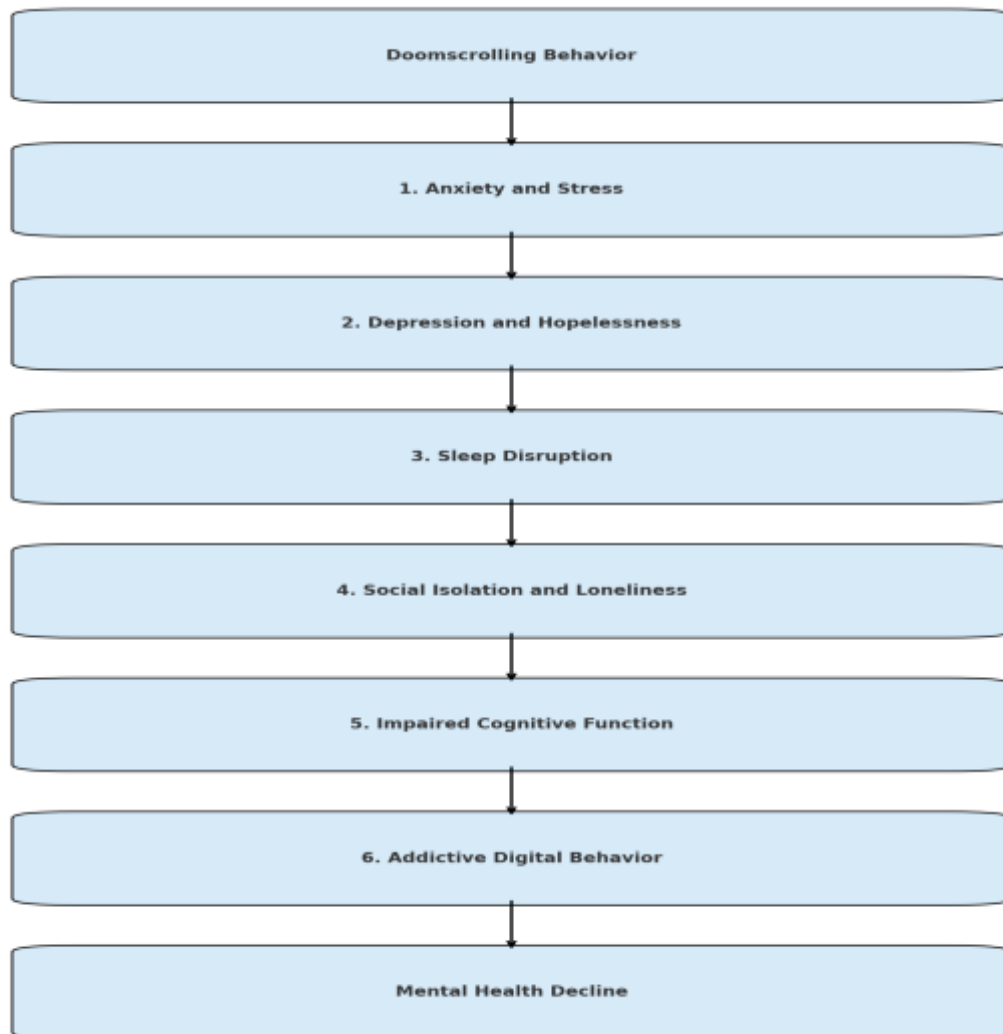 Doomscrolling Behavior
1. Anxiety and Stress
2. Depression and Hopelessness
3. Sleep Disruption
4. Social Isolation and Loneliness
5. Impaired Cognitive Function
6. Addictive Digital Behavior
Mental Health Decline